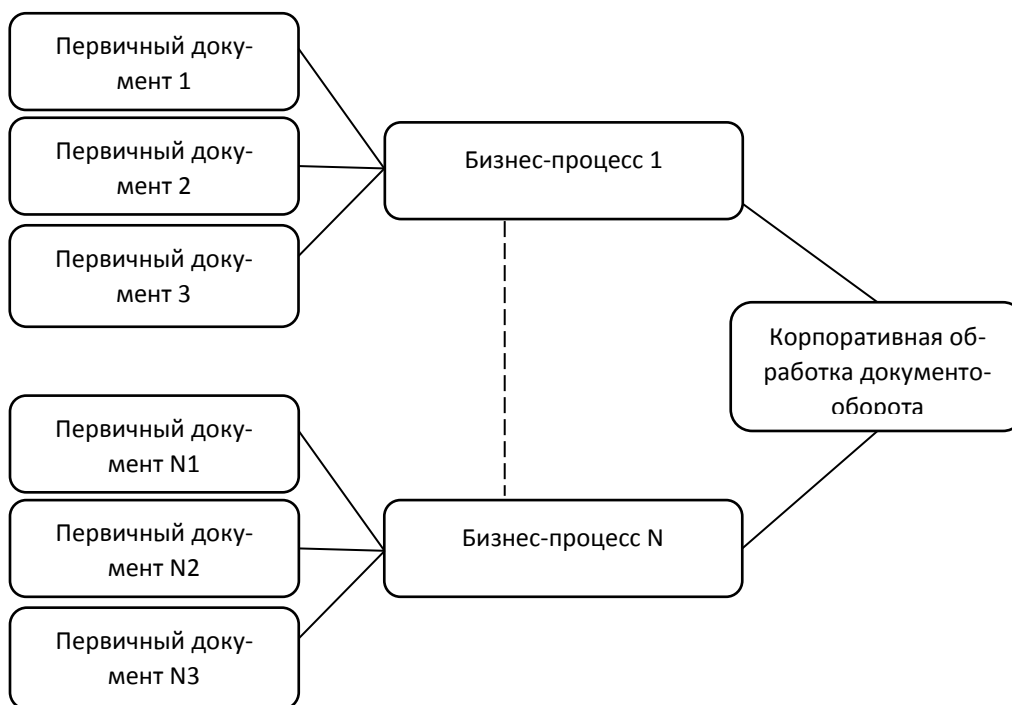 Первичный доку-
мент 1
Первичный доку-
мент 2
Первичный доку-
мент 3
Бизнес-процесс 1
Корпоративная об-
работка документо-
оборота
Первичный доку-
мент N1
Первичный доку-
мент N2
Первичный доку-
мент N3
Бизнес-процесс N